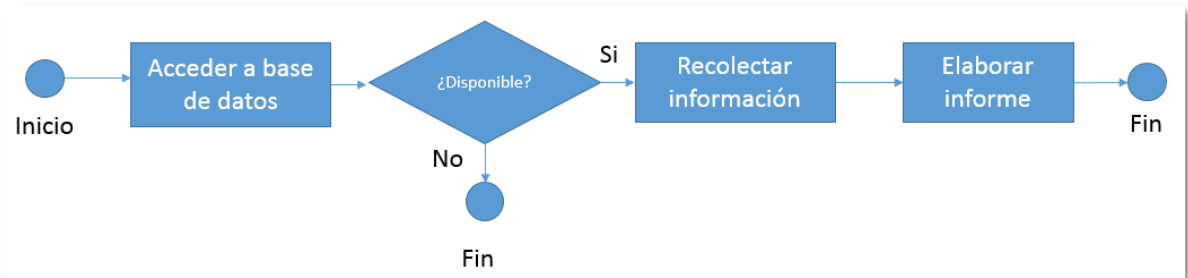 Inicio
Acceder a base
de datos
¿Disponible?
Si
No
Fin
Recolectar
información
Elaborar
informe
Fin